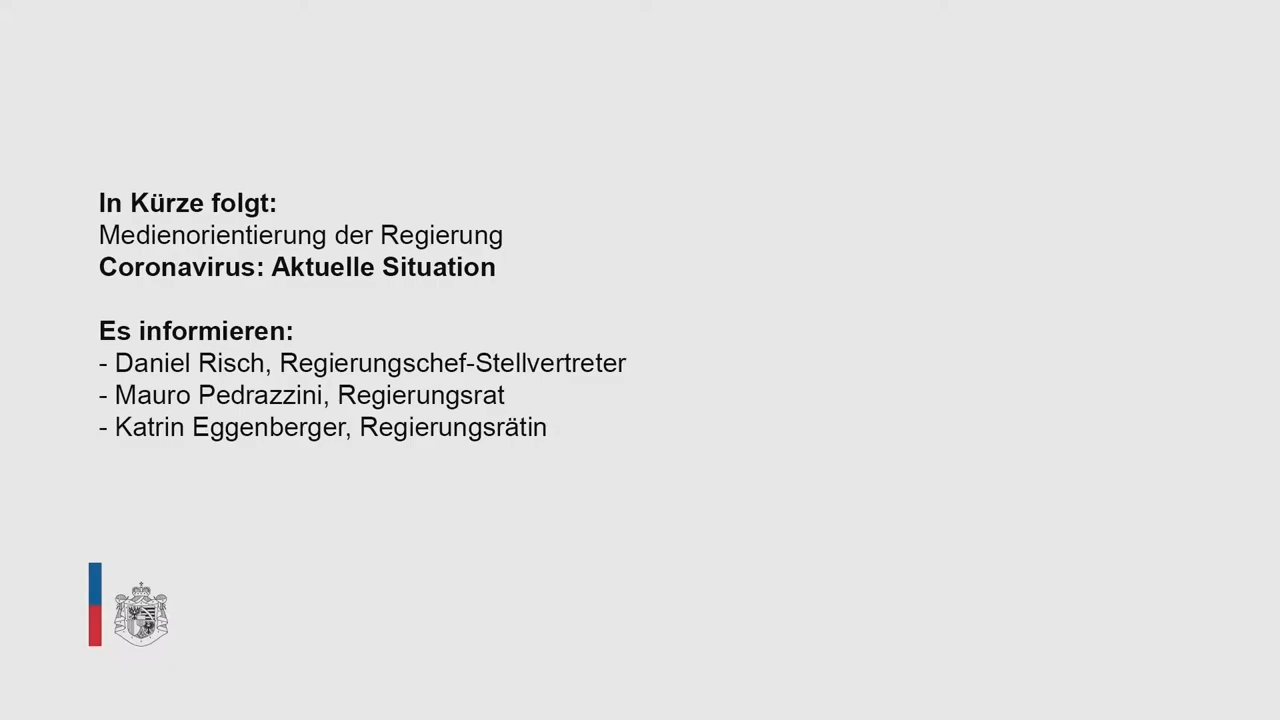 In Kürze folgt:
Medienorientierung der Regierung
Coronavirus: Aktuelle Situation
Es informieren:
- Daniel Risch, Regierungschef-Stellvertreter
- Mauro Pedrazzini, Regierungsrat
- Katrin Eggenberger, Regierungsrätin